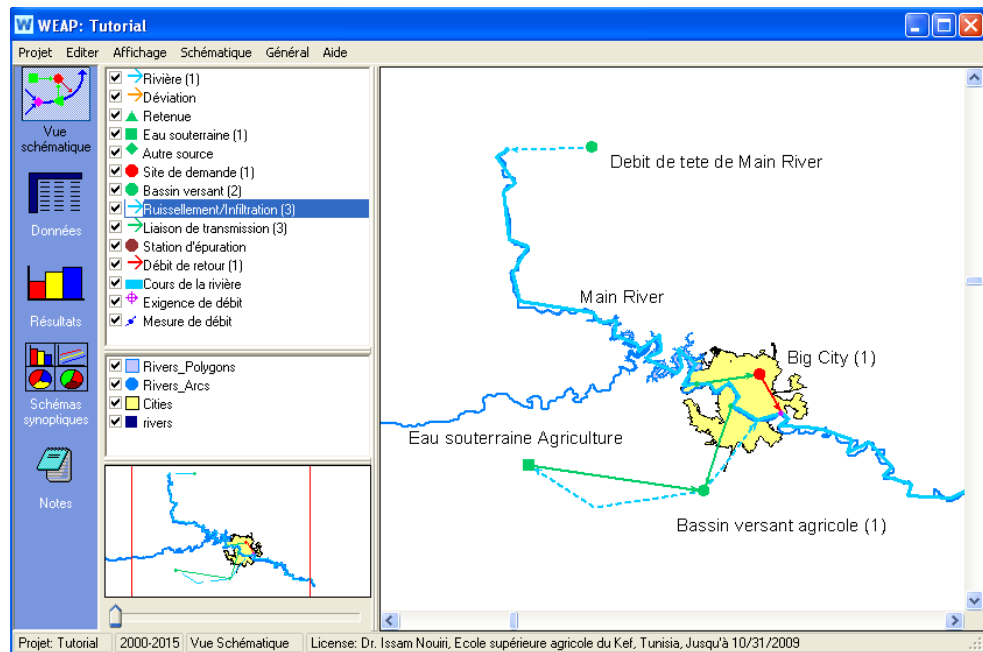 WEAP: Tutorial
Projet Editer Affichage Schématique Général Aide
Vue schématique
Données
Résultats
Schémas synoptiques
Notes
Rivière (1)
Déviation
Retenue
Eau souterraine (1)
Autre source
Site de demande (1)
Bassin versant (2)
Ruissellement/Infiltration (3)
Liaison de transmission (3)
Station d'épuration
Débit de retour (1)
Cours de la rivière
Exigence de débit
Mesure de débit
Rivers_Polygons
Rivers_Arcs
Cities
rivers
Debit de tete de Main River
Main River
Big City (1)
Eau souterraine Agriculture
Bassin versant agricole (1)
Projet: Tutorial 2000-2015 Vue Schématique License: Dr. Issam Nouiri, Ecole supérieure agricole du Kef, Tunisia, Jusqu'à 10/31/2009